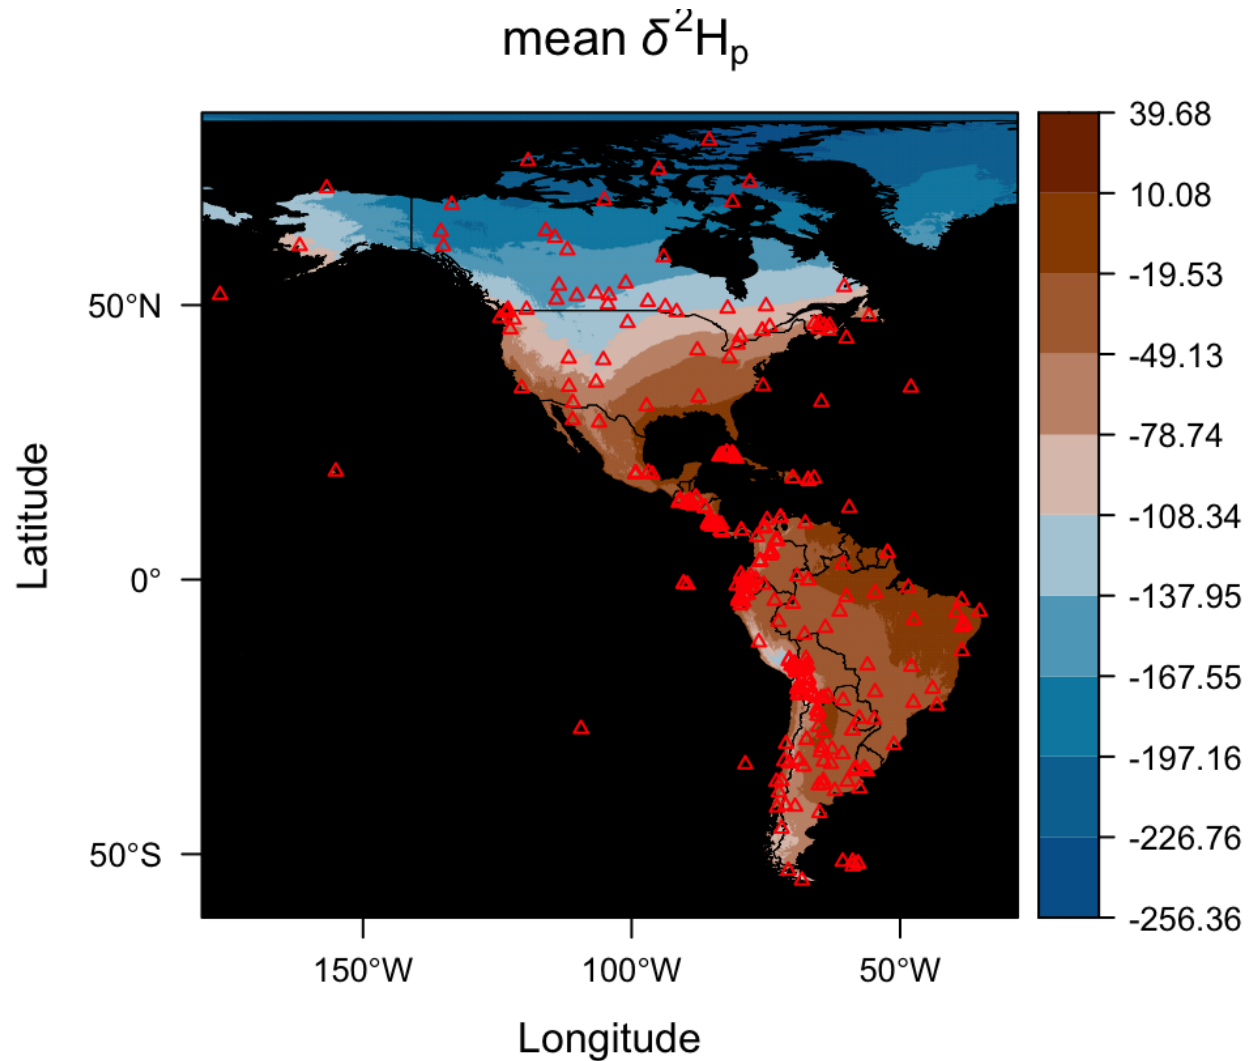 mean δ²Hₚ
39.68
10.08
-19.53
-49.13
-78.74
-108.34
-137.95
-167.55
-197.16
-226.76
-256.36
50°N
0°
50°S
Latitude
150°W 100°W 50°W
Longitude